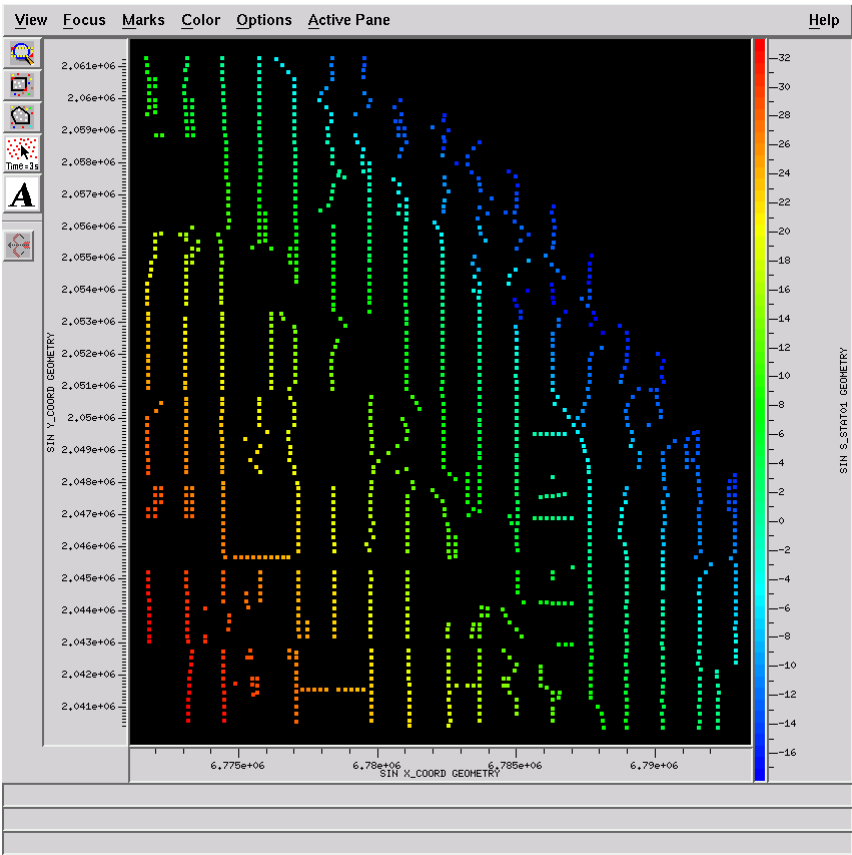 View Focus Marks Color Options Active Pane Help
Time=3s
A
2.061e+06
2.06e+06
2.059e+06
2.058e+06
2.057e+06
2.056e+06
2.055e+06
2.054e+06
2.053e+06
2.052e+06
2.051e+06
2.05e+06
2.049e+06
2.048e+06
2.047e+06
2.046e+06
2.045e+06
2.044e+06
2.043e+06
2.042e+06
2.041e+06
SIN Y_COORD GEOMETRY
6.775e+06 6.78e+06 6.785e+06 6.79e+06
SIN X_COORD GEOMETRY
32
30
28
26
24
22
20
18
16
14
12
10
8
6
4
2
0
-2
-4
-6
-8
-10
-12
-14
-16
SIN S_STAT01 GEOMETRY